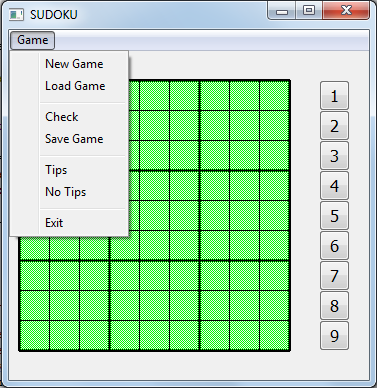 SUDOKU
Game
New Game
Load Game
Check
Save Game
Tips
No Tips
Exit
1
2
3
4
5
6
7
8
9